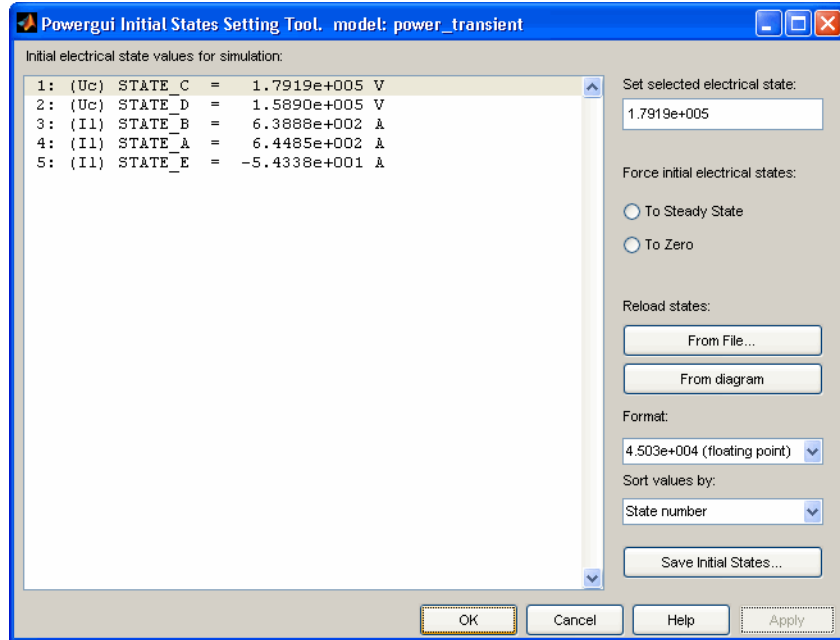 Powergui Initial States Setting Tool. model: power_transient
Initial electrical state values for simulation:
1: (Uc) STATE_C = 1.7919e+005 V
2: (Uc) STATE_D = 1.5890e+005 V
3: (Il) STATE_B = 6.3888e+002 A
4: (Il) STATE_A = 6.4485e+002 A
5: (Il) STATE_E = -5.4338e+001 A
Set selected electrical state:
1.7919e+005
Force initial electrical states:
To Steady State
To Zero
Reload states:
From File...
From diagram
Format:
4.503e+004 (floating point)
Sort values by:
State number
Save Initial States...
OK Cancel Help Apply